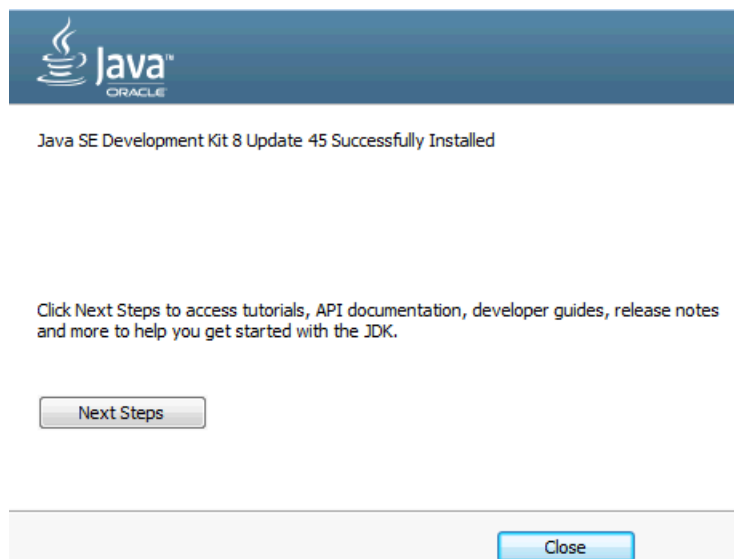 Java™
ORACLE
Java SE Development Kit 8 Update 45 Successfully Installed
Click Next Steps to access tutorials, API documentation, developer guides, release notes
and more to help you get started with the JDK.
Next Steps
Close